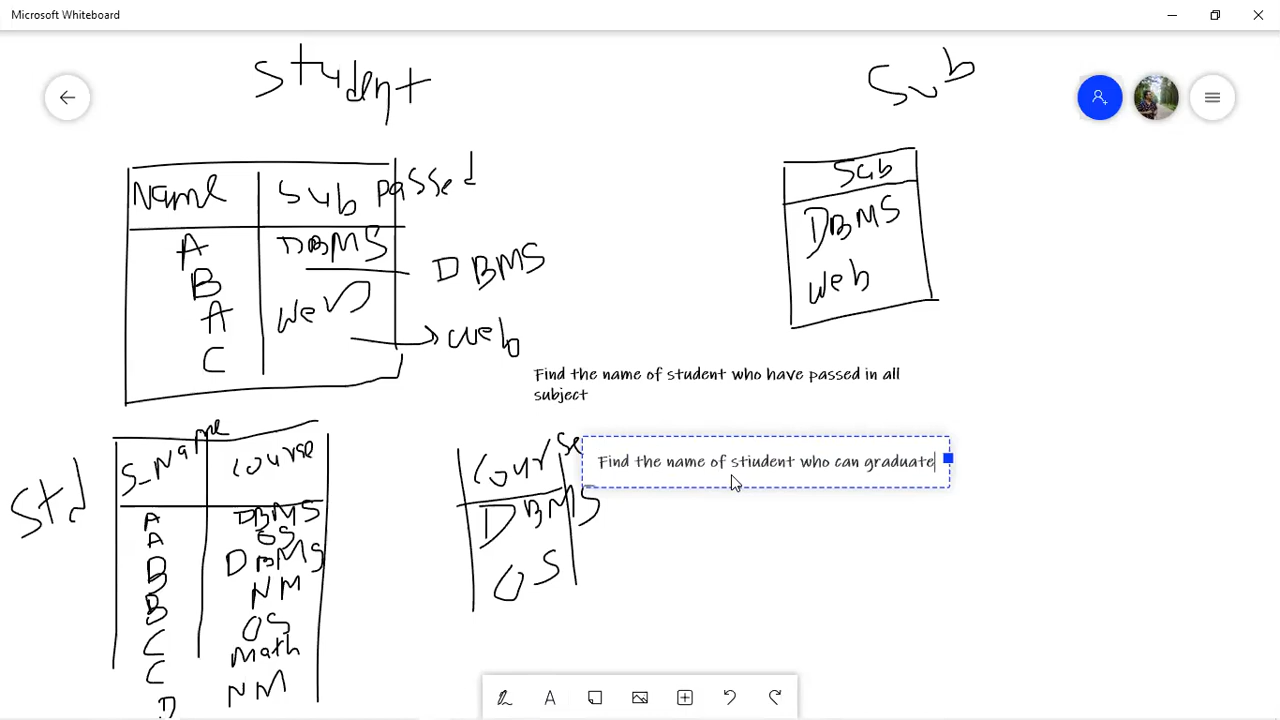 Microsoft Whiteboard
Student
Sub
Name Sub passed
A DBMS
DBMS
B
A Web
C
web
Sub
DBMS
Web
Find the name of student who have passed in all
subject
Std
S_Name Course
A DBMS
A OS
B DBMS
B NM
C OS
C Math
D NM
Course
DBMS
OS
Find the name of stiudent who can graduate
A